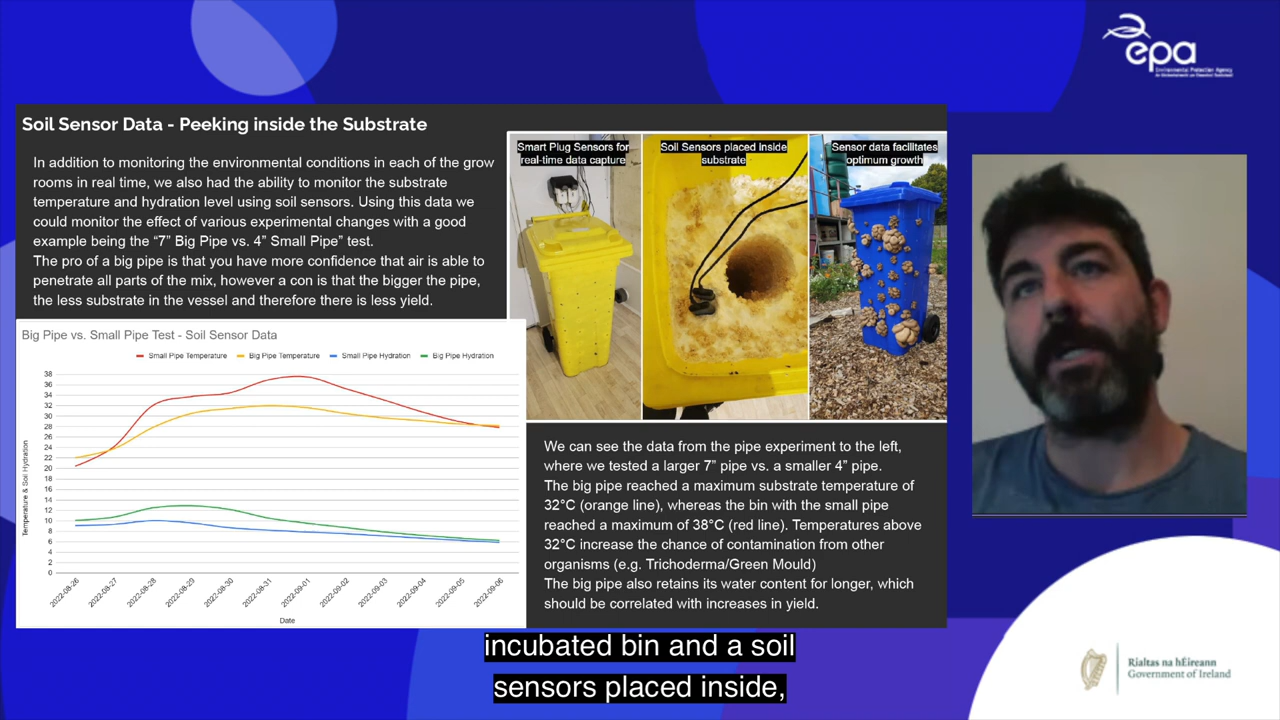 epa
Environmental Protection Agency
Soil Sensor Data - Peeking inside the Substrate
In addition to monitoring the environmental conditions in each of the grow
rooms in real time, we also had the ability to monitor the substrate
temperature and hydration level using soil sensors. Using this data we
could monitor the effect of various experimental changes with a good
example being the “7” Big Pipe vs. 4” Small Pipe” test.
The pro of a big pipe is that you have more confidence that air is able to
penetrate all parts of the mix, however a con is that the bigger the pipe,
the less substrate in the vessel and therefore there is less yield.
Smart Plug Sensors for
real-time data capture
Soil Sensors placed inside
substrate
Sensor data facilitates
optimum growth
Big Pipe vs. Small Pipe Test - Soil Sensor Data
Small Pipe Temperature
Big Pipe Temperature
Small Pipe Hydration
Big Pipe Hydration
Temperature & Soil Hydration
38
36
34
32
30
28
26
24
22
20
18
16
14
12
10
8
6
4
2
0
2022-08-26
2022-08-27
2022-08-28
2022-08-29
2022-08-30
2022-08-31
2022-09-01
2022-09-02
2022-09-03
2022-09-04
2022-09-05
2022-09-06
Date
We can see the data from the pipe experiment to the left,
where we tested a larger 7” pipe vs. a smaller 4” pipe.
The big pipe reached a maximum substrate temperature of
32°C (orange line), whereas the bin with the small pipe
reached a maximum of 38°C (red line). Temperatures above
32°C increase the chance of contamination from other
organisms (e.g. Trichoderma/Green Mould)
The big pipe also retains its water content for longer, which
should be correlated with increases in yield.
incubated bin and a soil
sensors placed inside,
Rialtas na hÉireann
Government of Ireland